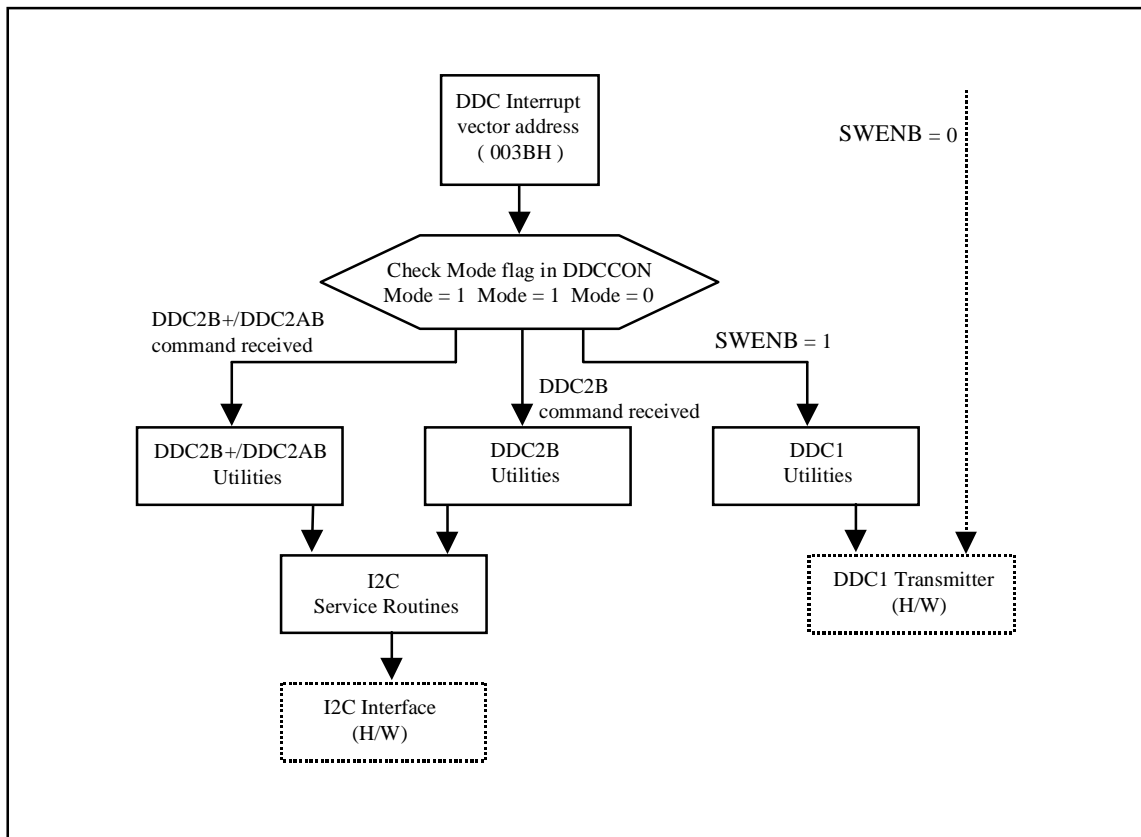 DDC Interrupt
vector address
( 003BH )
SWENB = 0
Check Mode flag in DDCCON
Mode = 1 Mode = 1 Mode = 0
DDC2B+/DDC2AB
command received
SWENB = 1
DDC2B
command received
DDC2B+/DDC2AB
Utilities
DDC2B
Utilities
DDC1
Utilities
I2C
Service Routines
DDC1 Transmitter
(H/W)
I2C Interface
(H/W)